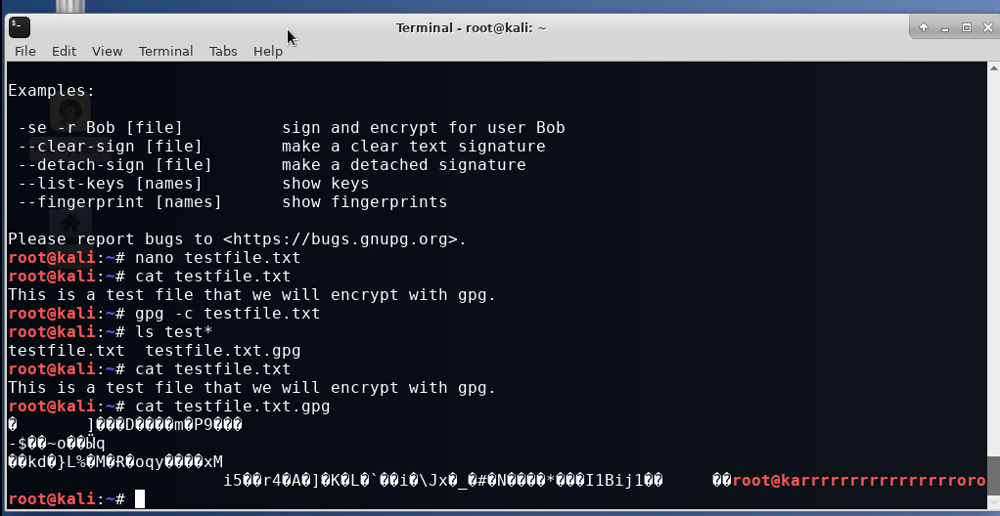 Terminal - root@kali: ~
File Edit View Terminal Tabs Help
Examples:
-se -r Bob [file]          sign and encrypt for user Bob
--clear-sign [file]        make a clear text signature
--detach-sign [file]       make a detached signature
--list-keys [names]        show keys
--fingerprint [names]      show fingerprints
Please report bugs to <https://bugs.gnupg.org>.
root@kali:~# nano testfile.txt
root@kali:~# cat testfile.txt
This is a test file that we will encrypt with gpg.
root@kali:~# gpg -c testfile.txt
root@kali:~# ls test*
testfile.txt  testfile.txt.gpg
root@kali:~# cat testfile.txt
This is a test file that we will encrypt with gpg.
root@kali:~# cat testfile.txt.gpg
�       ]���D����m�P9���
-$��~o��ӹq
��kd�}L%�M�R�oqy����xM
i5��r4�A�]�K�L�`��i�\Jx�_�#�N����*���I1Bij1��     ��root@karrrrrrrrrrrrrrrroro
root@kali:~#